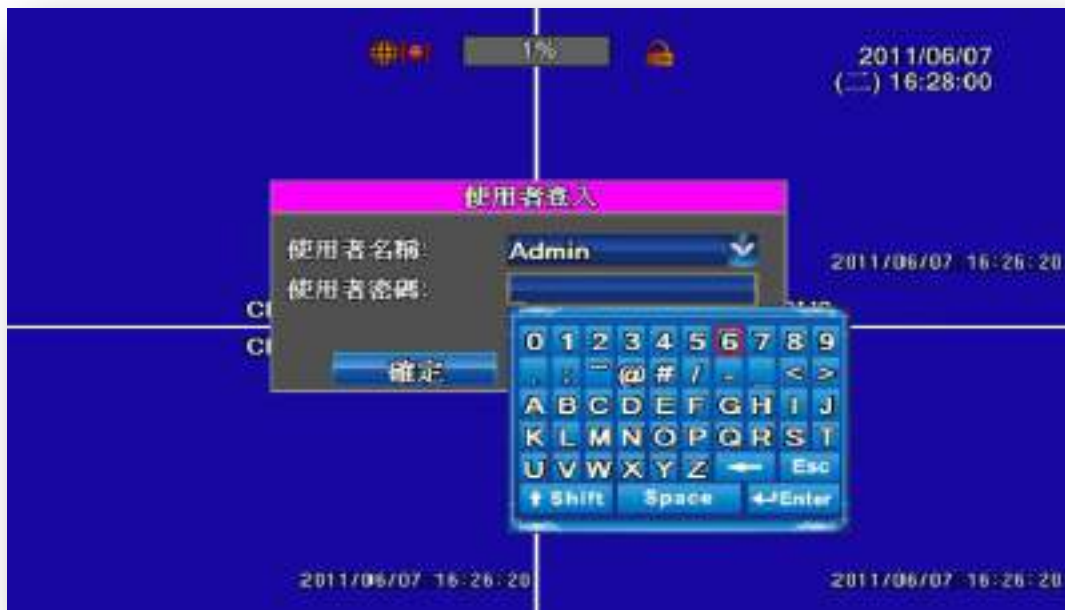 1%
2011/06/07
(二) 16:28:00
使用者登入
使用者名稱:
Admin
2011/06/07 16:26:20
使用者密碼:
確定
0 1 2 3 4 5 6 7 8 9
@ # / - < >
A B C D E F G H I J
K L M N O P Q R S T
U V W X Y Z ← Esc
Shift Space Enter
2011/06/07 16:26:20
2011/06/07 16:26:20